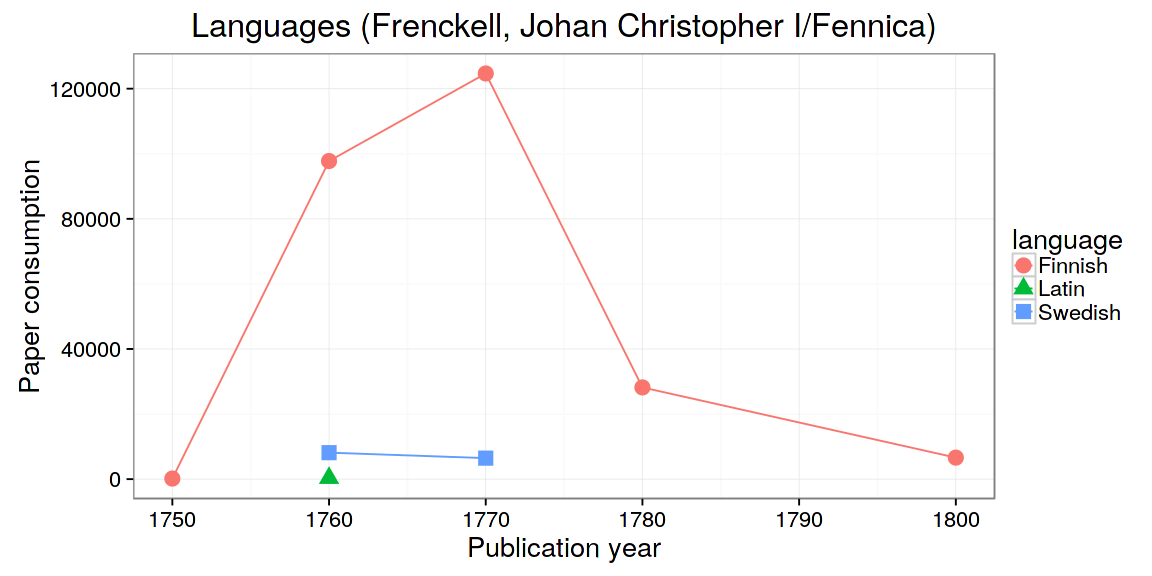 Languages (Frenckell, Johan Christopher I/Fennica)
120000
80000
40000
0
Paper consumption
1750 1760 1770 1780 1790 1800
Publication year
language
Finnish
Latin
Swedish